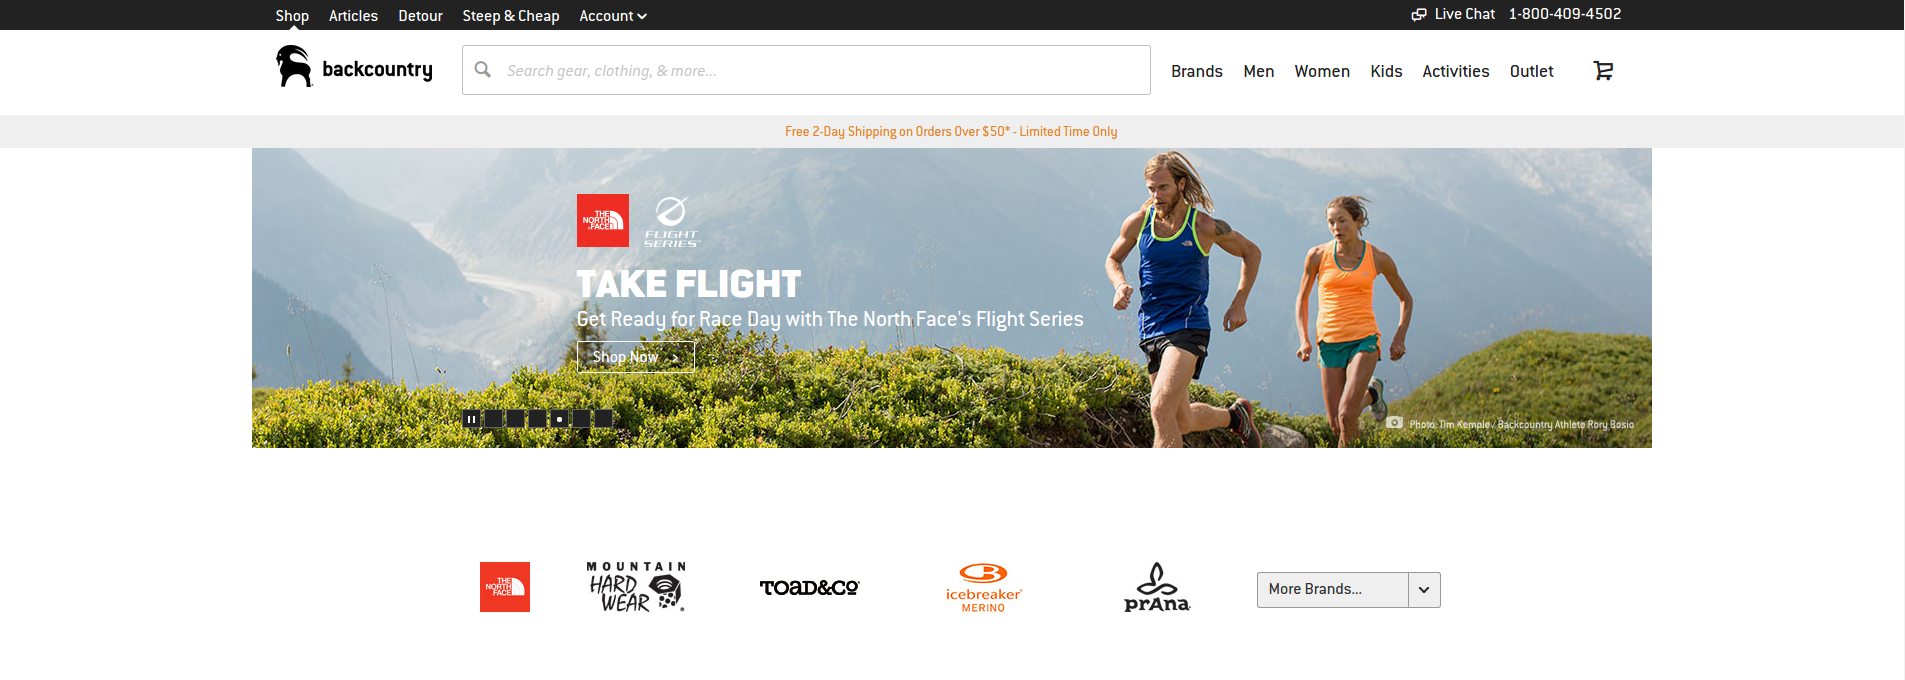 Shop Articles Detour Steep & Cheap Account Live Chat 1-800-409-4502
backcountry Search gear, clothing, & more... Brands Men Women Kids Activities Outlet
Free 2-Day Shipping on Orders Over $50* - Limited Time Only
THE NORTH FACE
FLIGHT SERIES™
TAKE FLIGHT
Get Ready for Race Day with The North Face's Flight Series
Shop Now
Photo: Tim Kemple / Backcountry Athlete Rory Bosio
THE NORTH FACE
MOUNTAIN HARD WEAR
TOAD&CO
icebreaker® MERINO
prAna
More Brands...